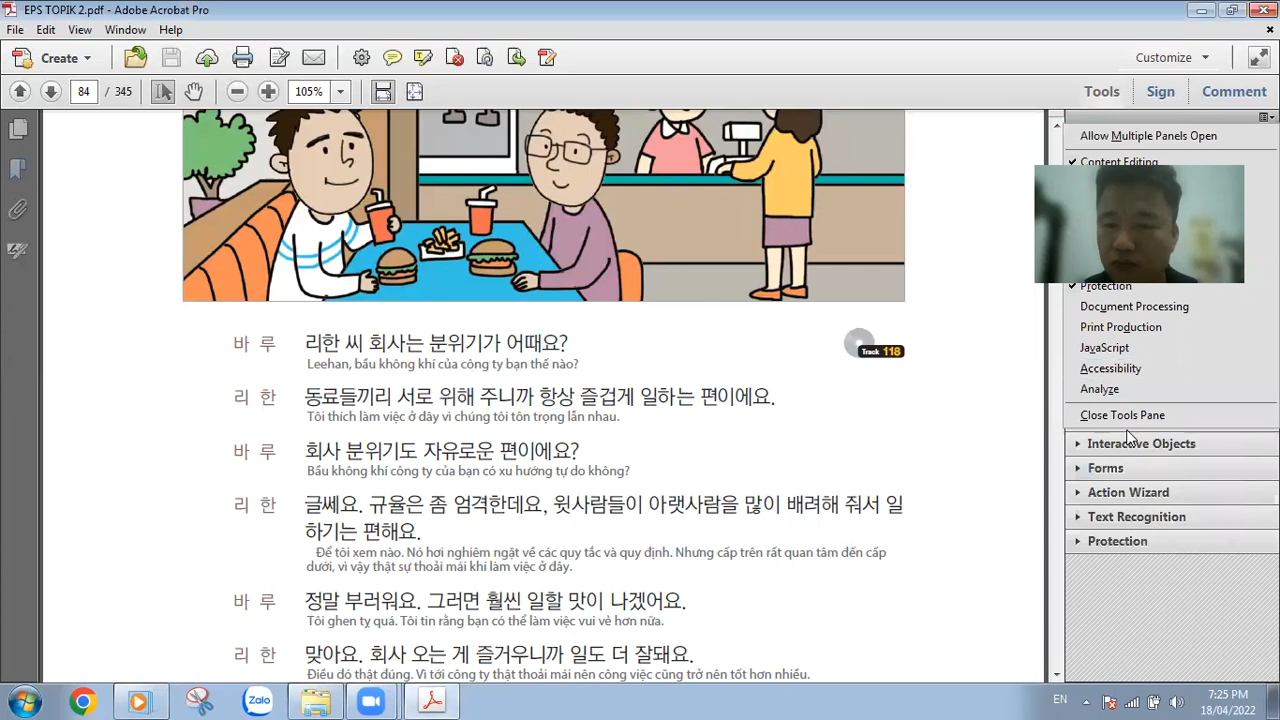 EPS TOPIK 2.pdf - Adobe Acrobat Pro
File Edit View Window Help
Create Customize
84 / 345 105% Tools Sign Comment
Allow Multiple Panels Open
Content Editing
Protection
Document Processing
Print Production
JavaScript
Accessibility
Analyze
Close Tools Pane
Interactive Objects
Forms
Action Wizard
Text Recognition
Protection
바 루 리한 씨 회사는 분위기가 어때요?
Track 118
Leehan, bầu không khí của công ty bạn thế nào?
리 한 동료들끼리 서로 위해 주니까 항상 즐겁게 일하는 편이에요.
Tôi thích làm việc ở đây vì chúng tôi tôn trọng lẫn nhau.
바 루 회사 분위기도 자유로운 편이에요?
Bầu không khí công ty của bạn có xu hướng tự do không?
리 한 글쎄요. 규율은 좀 엄격한데요, 윗사람들이 아랫사람을 많이 배려해 줘서 일
하기는 편해요.
Để tôi xem nào. Nó hơi nghiêm ngặt về các quy tắc và quy định. Nhưng cấp trên rất quan tâm đến cấp
dưới, vì vậy thật sự thoải mái khi làm việc ở đây.
바 루 정말 부러워요. 그러면 훨씬 일할 맛이 나겠어요.
Tôi ghen tỵ quá. Tôi tin rằng bạn có thể làm việc vui vẻ hơn nữa.
리 한 맞아요. 회사 오는 게 즐거우니까 일도 더 잘돼요.
Điều đó thật đúng. Vì tới công ty thật thoải mái nên công việc cũng trở nên tốt hơn nhiều.
Zalo
EN 7:25 PM
18/04/2022